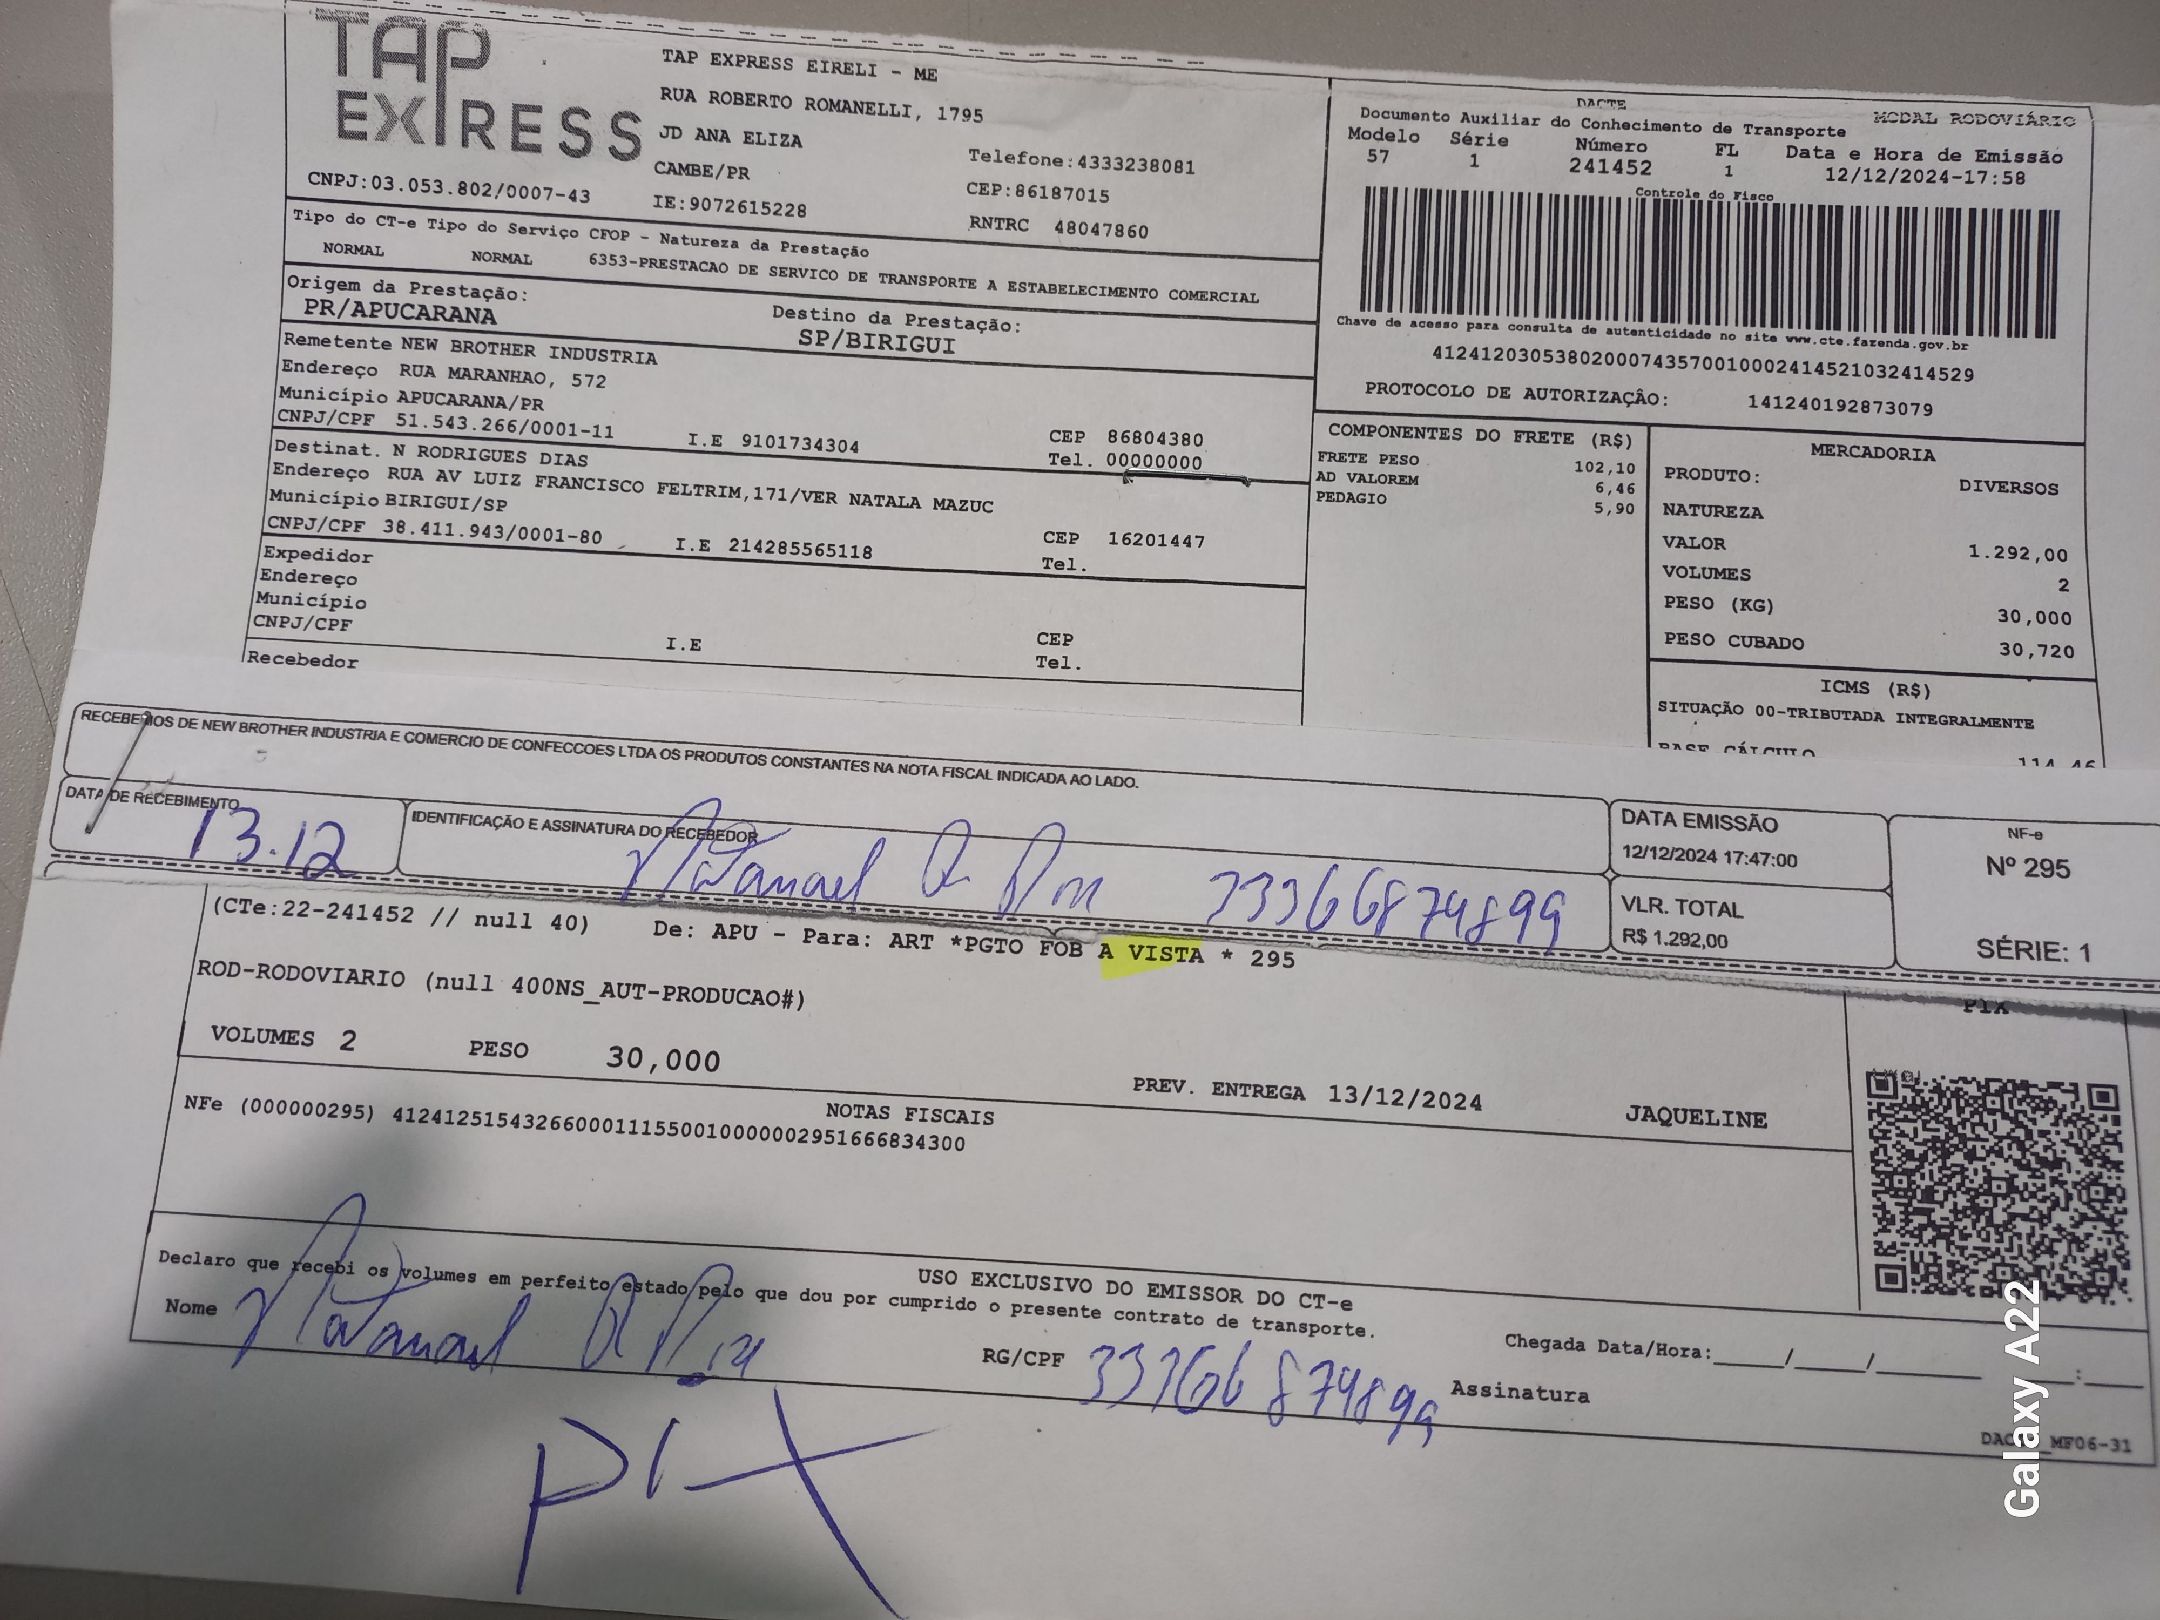 TAP EXPRESS
TAP EXPRESS EIRELI - ME
RUA ROBERTO ROMANELLI, 1795
JD ANA ELIZA
CAMBE/PR
Telefone:4333238081
CNPJ:03.053.802/0007-43
IE:9072615228
CEP:86187015
RNTRC 48047860
DACTE
MODAL RODOVIÁRIO
Documento Auxiliar do Conhecimento de Transporte
Modelo Série Número FL Data e Hora de Emissão
57 1 241452 1 12/12/2024-17:58
Controle do Fisco
Chave de acesso para consulta de autenticidade no site www.cte.fazenda.gov.br
41241203053802000743570010002414521032414529
PROTOCOLO DE AUTORIZAÇÂO: 141240192873079
Tipo do CT-e Tipo do Serviço CFOP - Natureza da Prestação
NORMAL NORMAL 6353-PRESTACAO DE SERVICO DE TRANSPORTE A ESTABELECIMENTO COMERCIAL
Origem da Prestação: Destino da Prestação:
PR/APUCARANA SP/BIRIGUI
Remetente NEW BROTHER INDUSTRIA
Endereço RUA MARANHAO, 572
Município APUCARANA/PR
CNPJ/CPF 51.543.266/0001-11 I.E 9101734304 CEP 86804380
Tel. 00000000
Destinat. N RODRIGUES DIAS
Endereço RUA AV LUIZ FRANCISCO FELTRIM,171/VER NATALA MAZUC
Município BIRIGUI/SP
CNPJ/CPF 38.411.943/0001-80 I.E 214285565118 CEP 16201447
Tel.
Expedidor
Endereço
Município
CNPJ/CPF I.E CEP
Tel.
Recebedor
COMPONENTES DO FRETE (R$)
FRETE PESO 102,10
AD VALOREM 6,46
PEDAGIO 5,90
MERCADORIA
PRODUTO: DIVERSOS
NATUREZA
VALOR 1.292,00
VOLUMES 2
PESO (KG) 30,000
PESO CUBADO 30,720
ICMS (R$)
SITUAÇÃO 00-TRIBUTADA INTEGRALMENTE
BASE CÁLCULO 114,46
RECEBEMOS DE NEW BROTHER INDUSTRIA E COMERCIO DE CONFECCOES LTDA OS PRODUTOS CONSTANTES NA NOTA FISCAL INDICADA AO LADO.
DATA DE RECEBIMENTO
13.12
IDENTIFICAÇÃO E ASSINATURA DO RECEBEDOR
33366874899
DATA EMISSÃO
12/12/2024 17:47:00
VLR. TOTAL
R$ 1.292,00
NF-e
Nº 295
SÉRIE: 1
(CTe:22-241452 // null 40) De: APU - Para: ART *PGTO FOB A VISTA * 295
ROD-RODOVIARIO (null 400NS_AUT-PRODUCAO#)
VOLUMES 2 PESO 30,000
PREV. ENTREGA 13/12/2024 JAQUELINE
PIX
NOTAS FISCAIS
NFe (000000295) 41241251543266000111550010000002951666834300
USO EXCLUSIVO DO EMISSOR DO CT-e
Declaro que recebi os volumes em perfeito estado pelo que dou por cumprido o presente contrato de transporte.
Nome
RG/CPF 33366874899 Assinatura
Chegada Data/Hora:_____/_____/________ ____:____
MF06-31
PIX
Galaxy A22